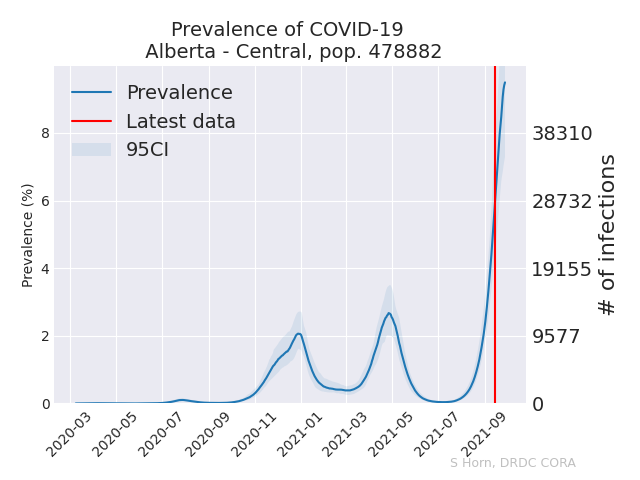 Prevalence of COVID-19
Alberta - Central, pop. 478882
Prevalence
Latest data
95CI
Prevalence (%)
8
6
4
2
0
38310
28732
19155
9577
0
# of infections
2020-03
2020-05
2020-07
2020-09
2020-11
2021-01
2021-03
2021-05
2021-07
2021-09
S Horn, DRDC CORA